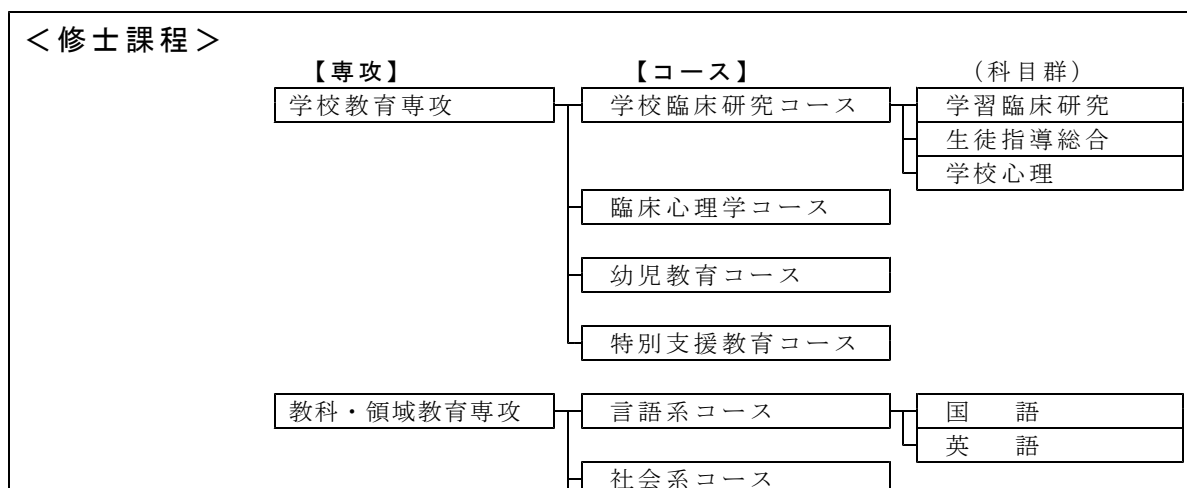 ＜修士課程＞
【専攻】 【コース】 （科目群）
学校教育専攻 学校臨床研究コース 学習臨床研究
生徒指導総合
学校心理
臨床心理学コース
幼児教育コース
特別支援教育コース
教科・領域教育専攻 言語系コース 国　語
英　語
社会系コース